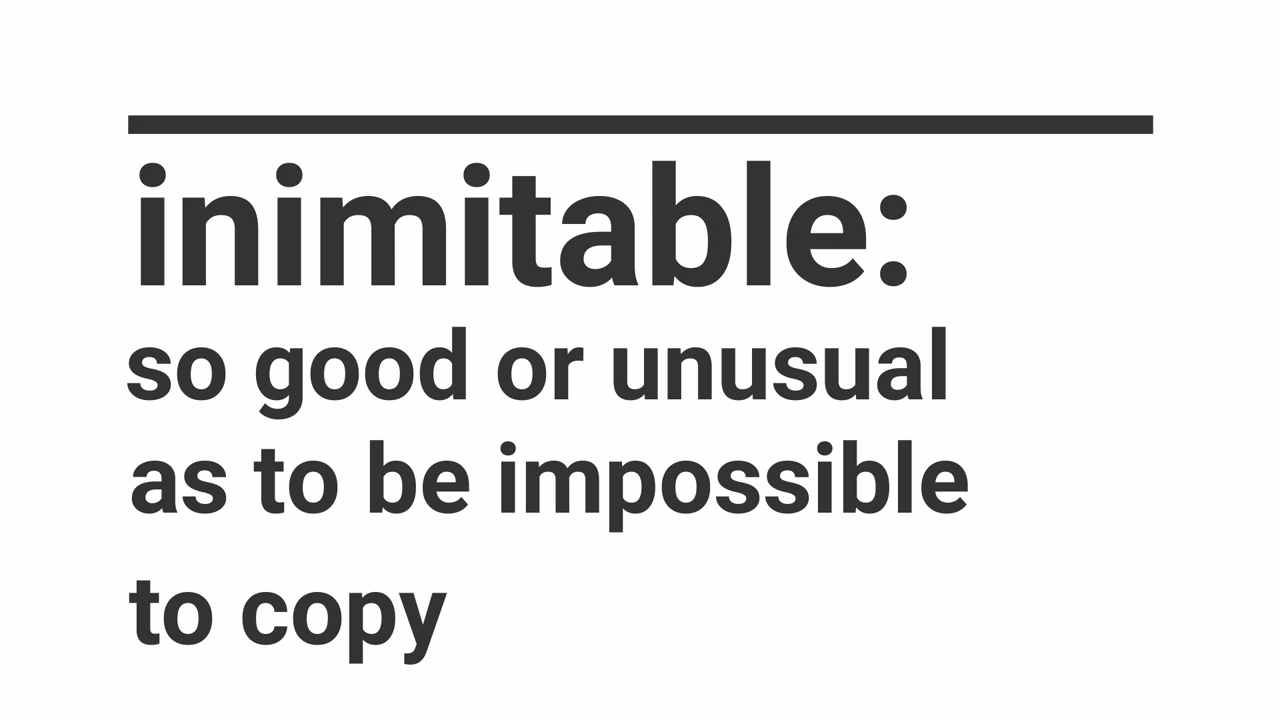 inimitable:
so good or unusual
as to be impossible
to copy